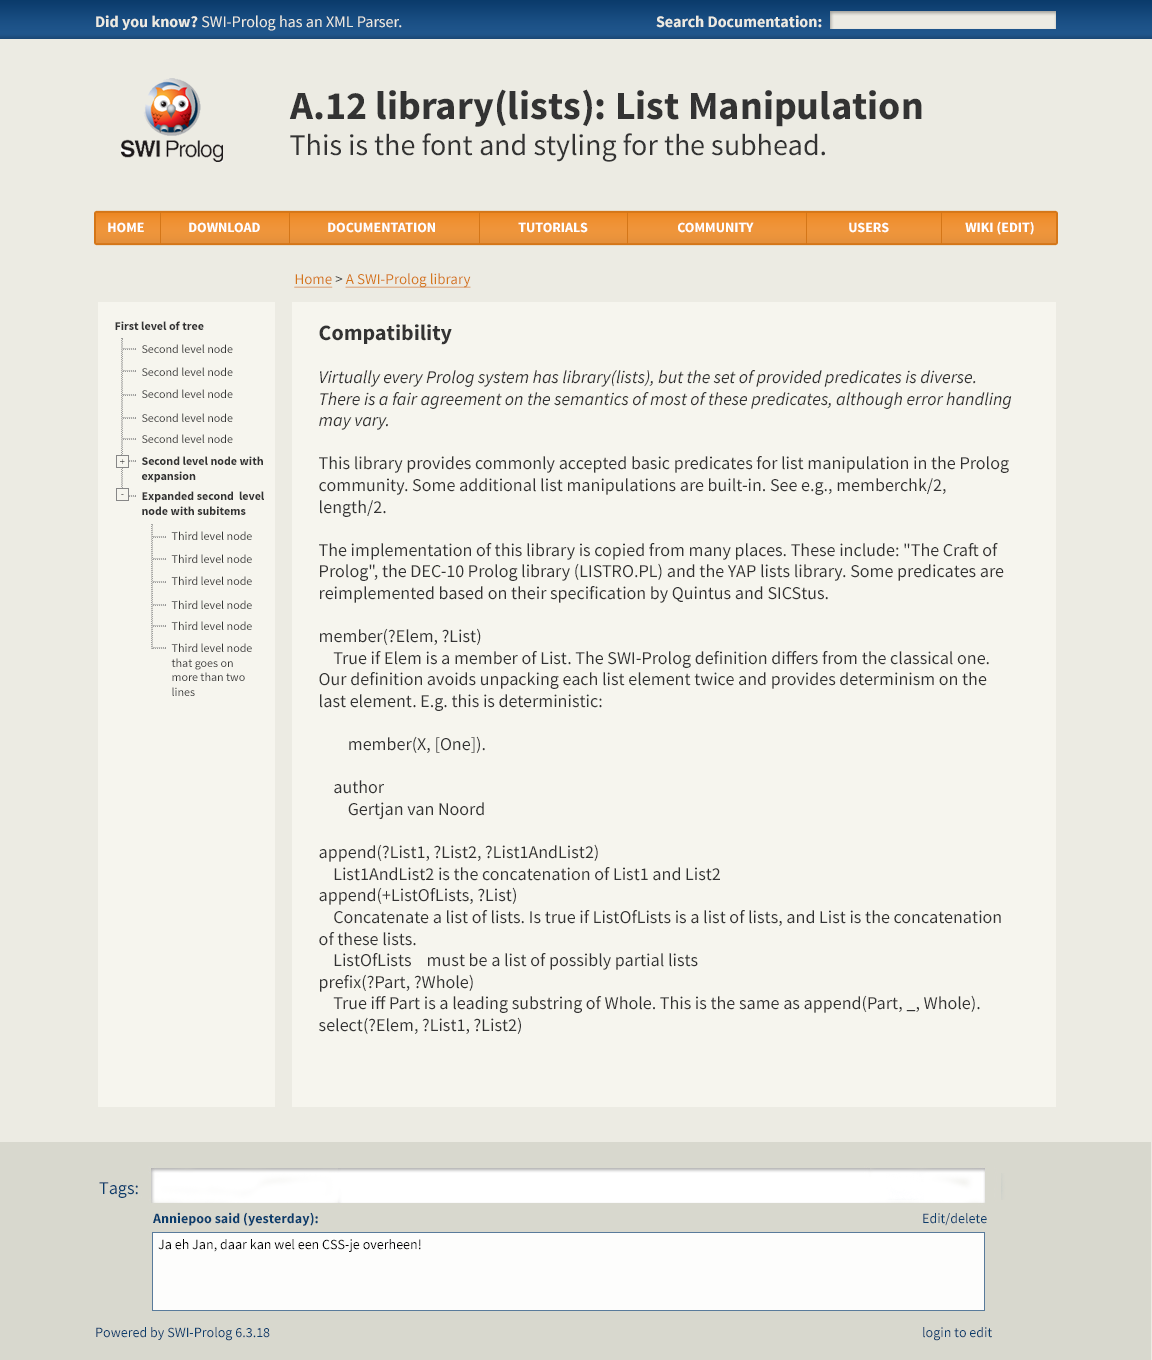 Did you know? SWI-Prolog has an XML Parser.
Search Documentation:
SWI Prolog
A.12 library(lists): List Manipulation
This is the font and styling for the subhead.
HOME DOWNLOAD DOCUMENTATION TUTORIALS COMMUNITY USERS WIKI (EDIT)
Home > A SWI-Prolog library
First level of tree
Second level node
Second level node
Second level node
Second level node
Second level node
+ Second level node with
expansion
- Expanded second  level
node with subitems
Third level node
Third level node
Third level node
Third level node
Third level node
Third level node
that goes on
more than two
lines
Compatibility
Virtually every Prolog system has library(lists), but the set of provided predicates is diverse.
There is a fair agreement on the semantics of most of these predicates, although error handling
may vary.
This library provides commonly accepted basic predicates for list manipulation in the Prolog
community. Some additional list manipulations are built-in. See e.g., memberchk/2,
length/2.
The implementation of this library is copied from many places. These include: "The Craft of
Prolog", the DEC-10 Prolog library (LISTRO.PL) and the YAP lists library. Some predicates are
reimplemented based on their specification by Quintus and SICStus.
member(?Elem, ?List)
True if Elem is a member of List. The SWI-Prolog definition differs from the classical one.
Our definition avoids unpacking each list element twice and provides determinism on the
last element. E.g. this is deterministic:
member(X, [One]).
author
Gertjan van Noord
append(?List1, ?List2, ?List1AndList2)
List1AndList2 is the concatenation of List1 and List2
append(+ListOfLists, ?List)
Concatenate a list of lists. Is true if ListOfLists is a list of lists, and List is the concatenation
of these lists.
ListOfLists    must be a list of possibly partial lists
prefix(?Part, ?Whole)
True iff Part is a leading substring of Whole. This is the same as append(Part, _, Whole).
select(?Elem, ?List1, ?List2)
Tags:
Anniepoo said (yesterday): Edit/delete
Ja eh Jan, daar kan wel een CSS-je overheen!
Powered by SWI-Prolog 6.3.18 login to edit